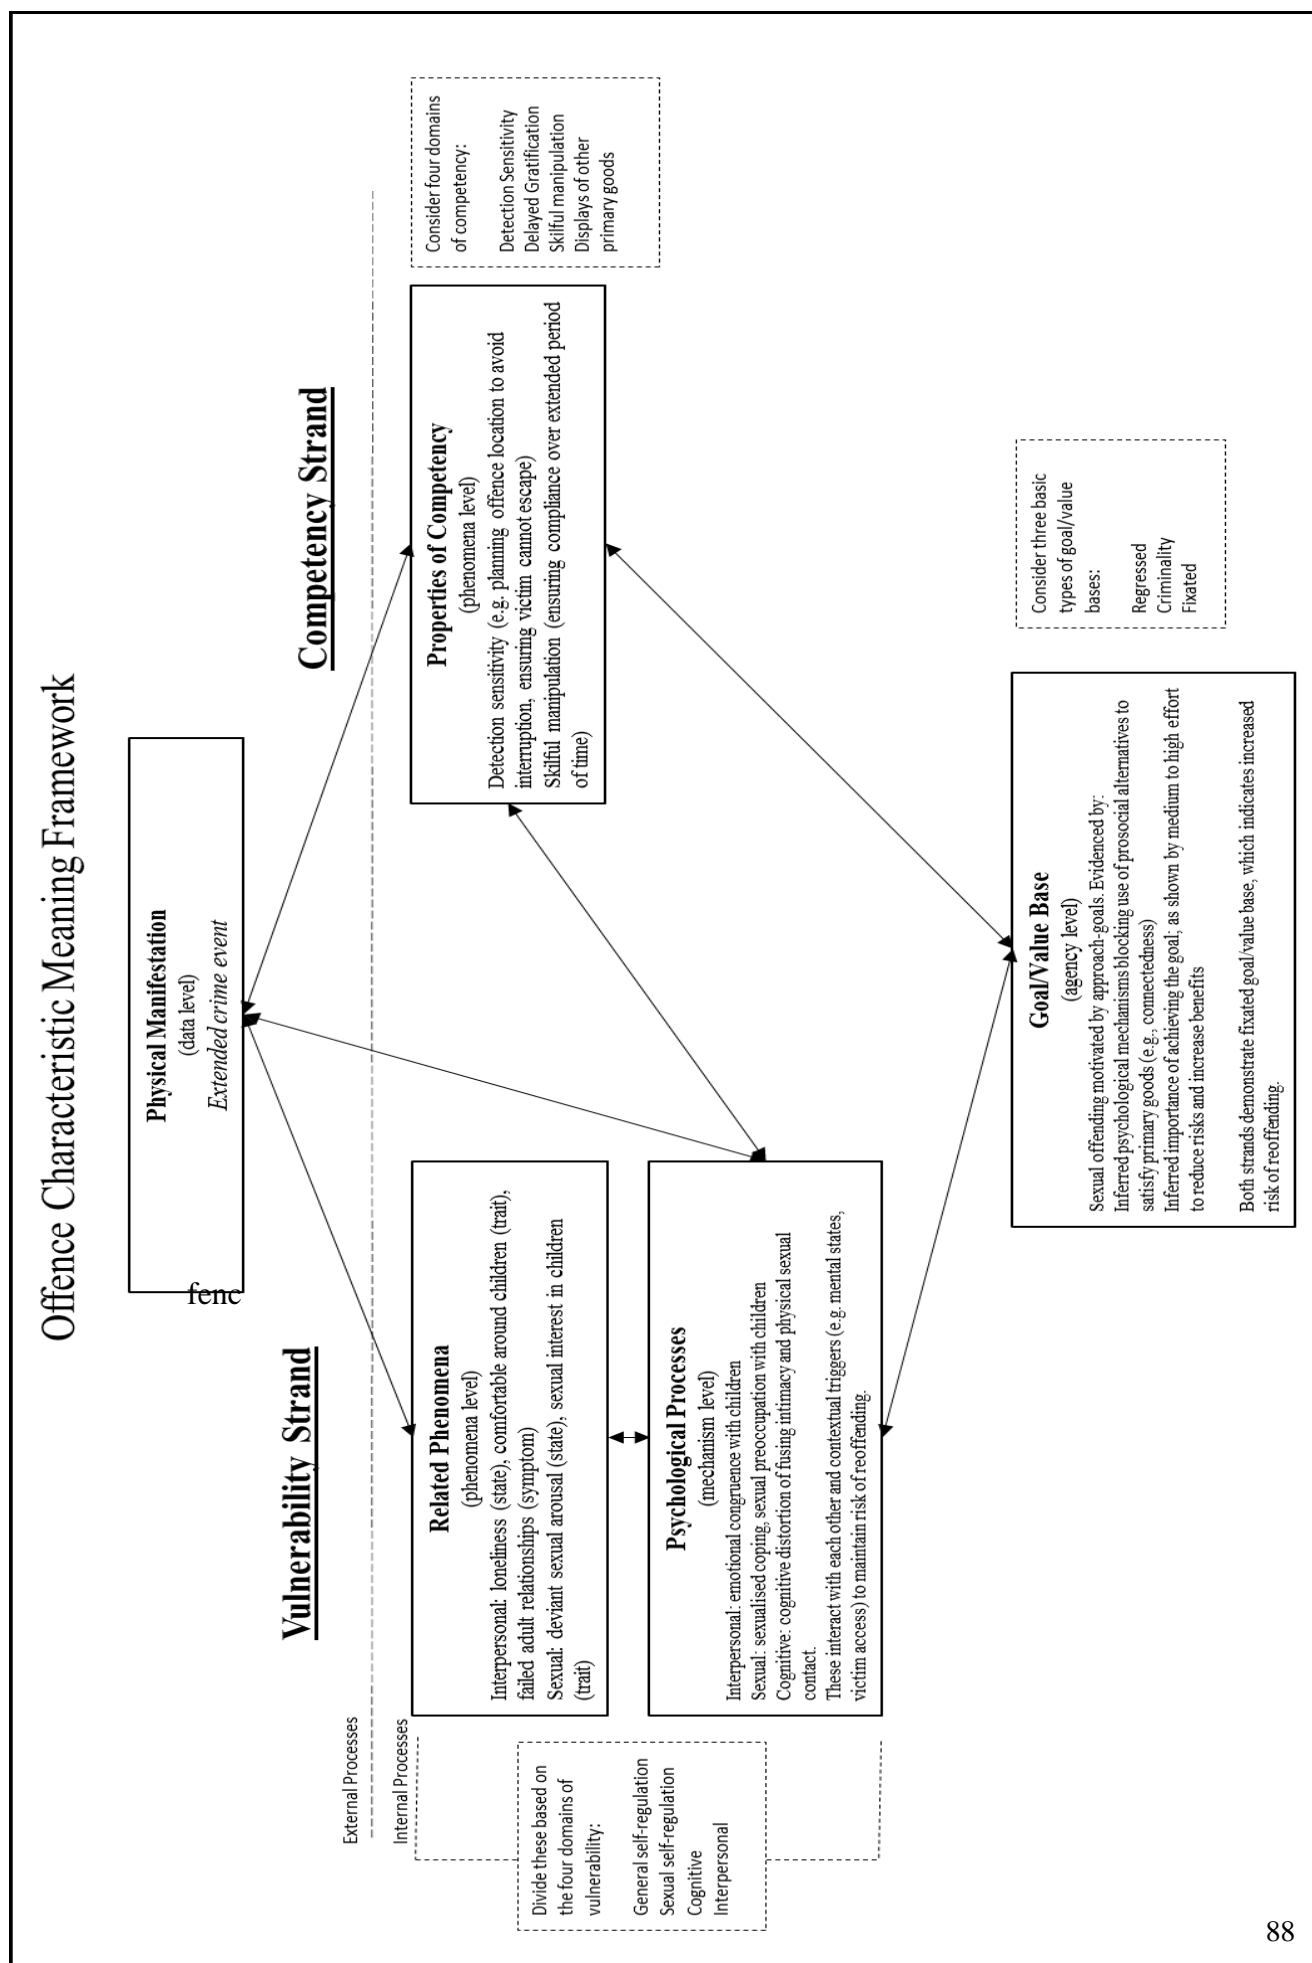 Offence Characteristic Meaning Framework
Physical Manifestation
(data level)
Extended crime event
fenc
Vulnerability Strand
Competency Strand
External Processes
Internal Processes
Related Phenomena
(phenomena level)
Interpersonal: loneliness (state), comfortable around children (trait),
failed adult relationships (symptom)
Sexual: deviant sexual arousal (state), sexual interest in children
(trait)
Properties of Competency
(phenomena level)
Detection sensitivity (e.g. planning offence location to avoid
interruption, ensuring victim cannot escape)
Skilful manipulation (ensuring compliance over extended period
of time)
Consider four domains
of competency:
Detection Sensitivity
Delayed Gratification
Skilful manipulation
Displays of other
primary goods
Divide these based on
the four domains of
vulnerability:
General self-regulation
Sexual self-regulation
Cognitive
Interpersonal
Psychological Processes
(mechanism level)
Interpersonal: emotional congruence with children
Sexual: sexualised coping, sexual preoccupation with children
Cognitive: cognitive distortion of fusing intimacy and physical sexual
contact.
These interact with each other and contextual triggers (e.g. mental states,
victim access) to maintain risk of reoffending.
Goal/Value Base
(agency level)
Sexual offending motivated by approach-goals. Evidenced by:
Inferred psychological mechanisms blocking use of prosocial alternatives to
satisfy primary goods (e.g., connectedness)
Inferred importance of achieving the goal; as shown by medium to high effort
to reduce risks and increase benefits
Both strands demonstrate fixated goal/value base, which indicates increased
risk of reoffending.
Consider three basic
types of goal/value
bases:
Regressed
Criminality
Fixated
88